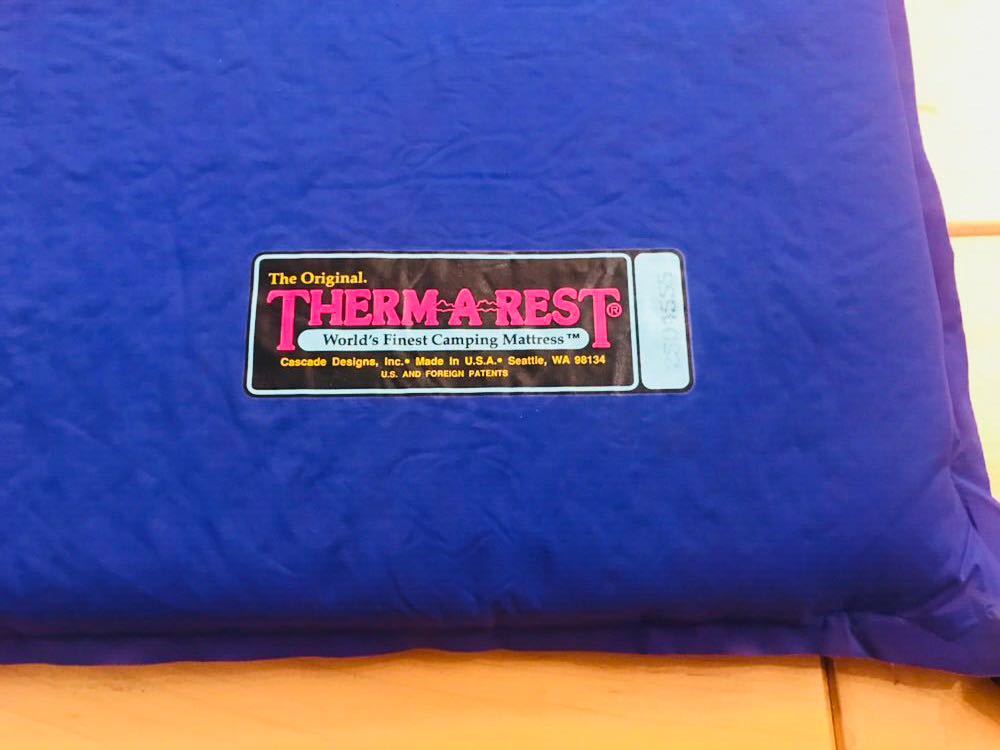 The Original.
THERM-A-REST®
World's Finest Camping Mattress™
Cascade Designs, Inc.• Made in U.S.A.• Seattle, WA 98134
U.S. AND FOREIGN PATENTS